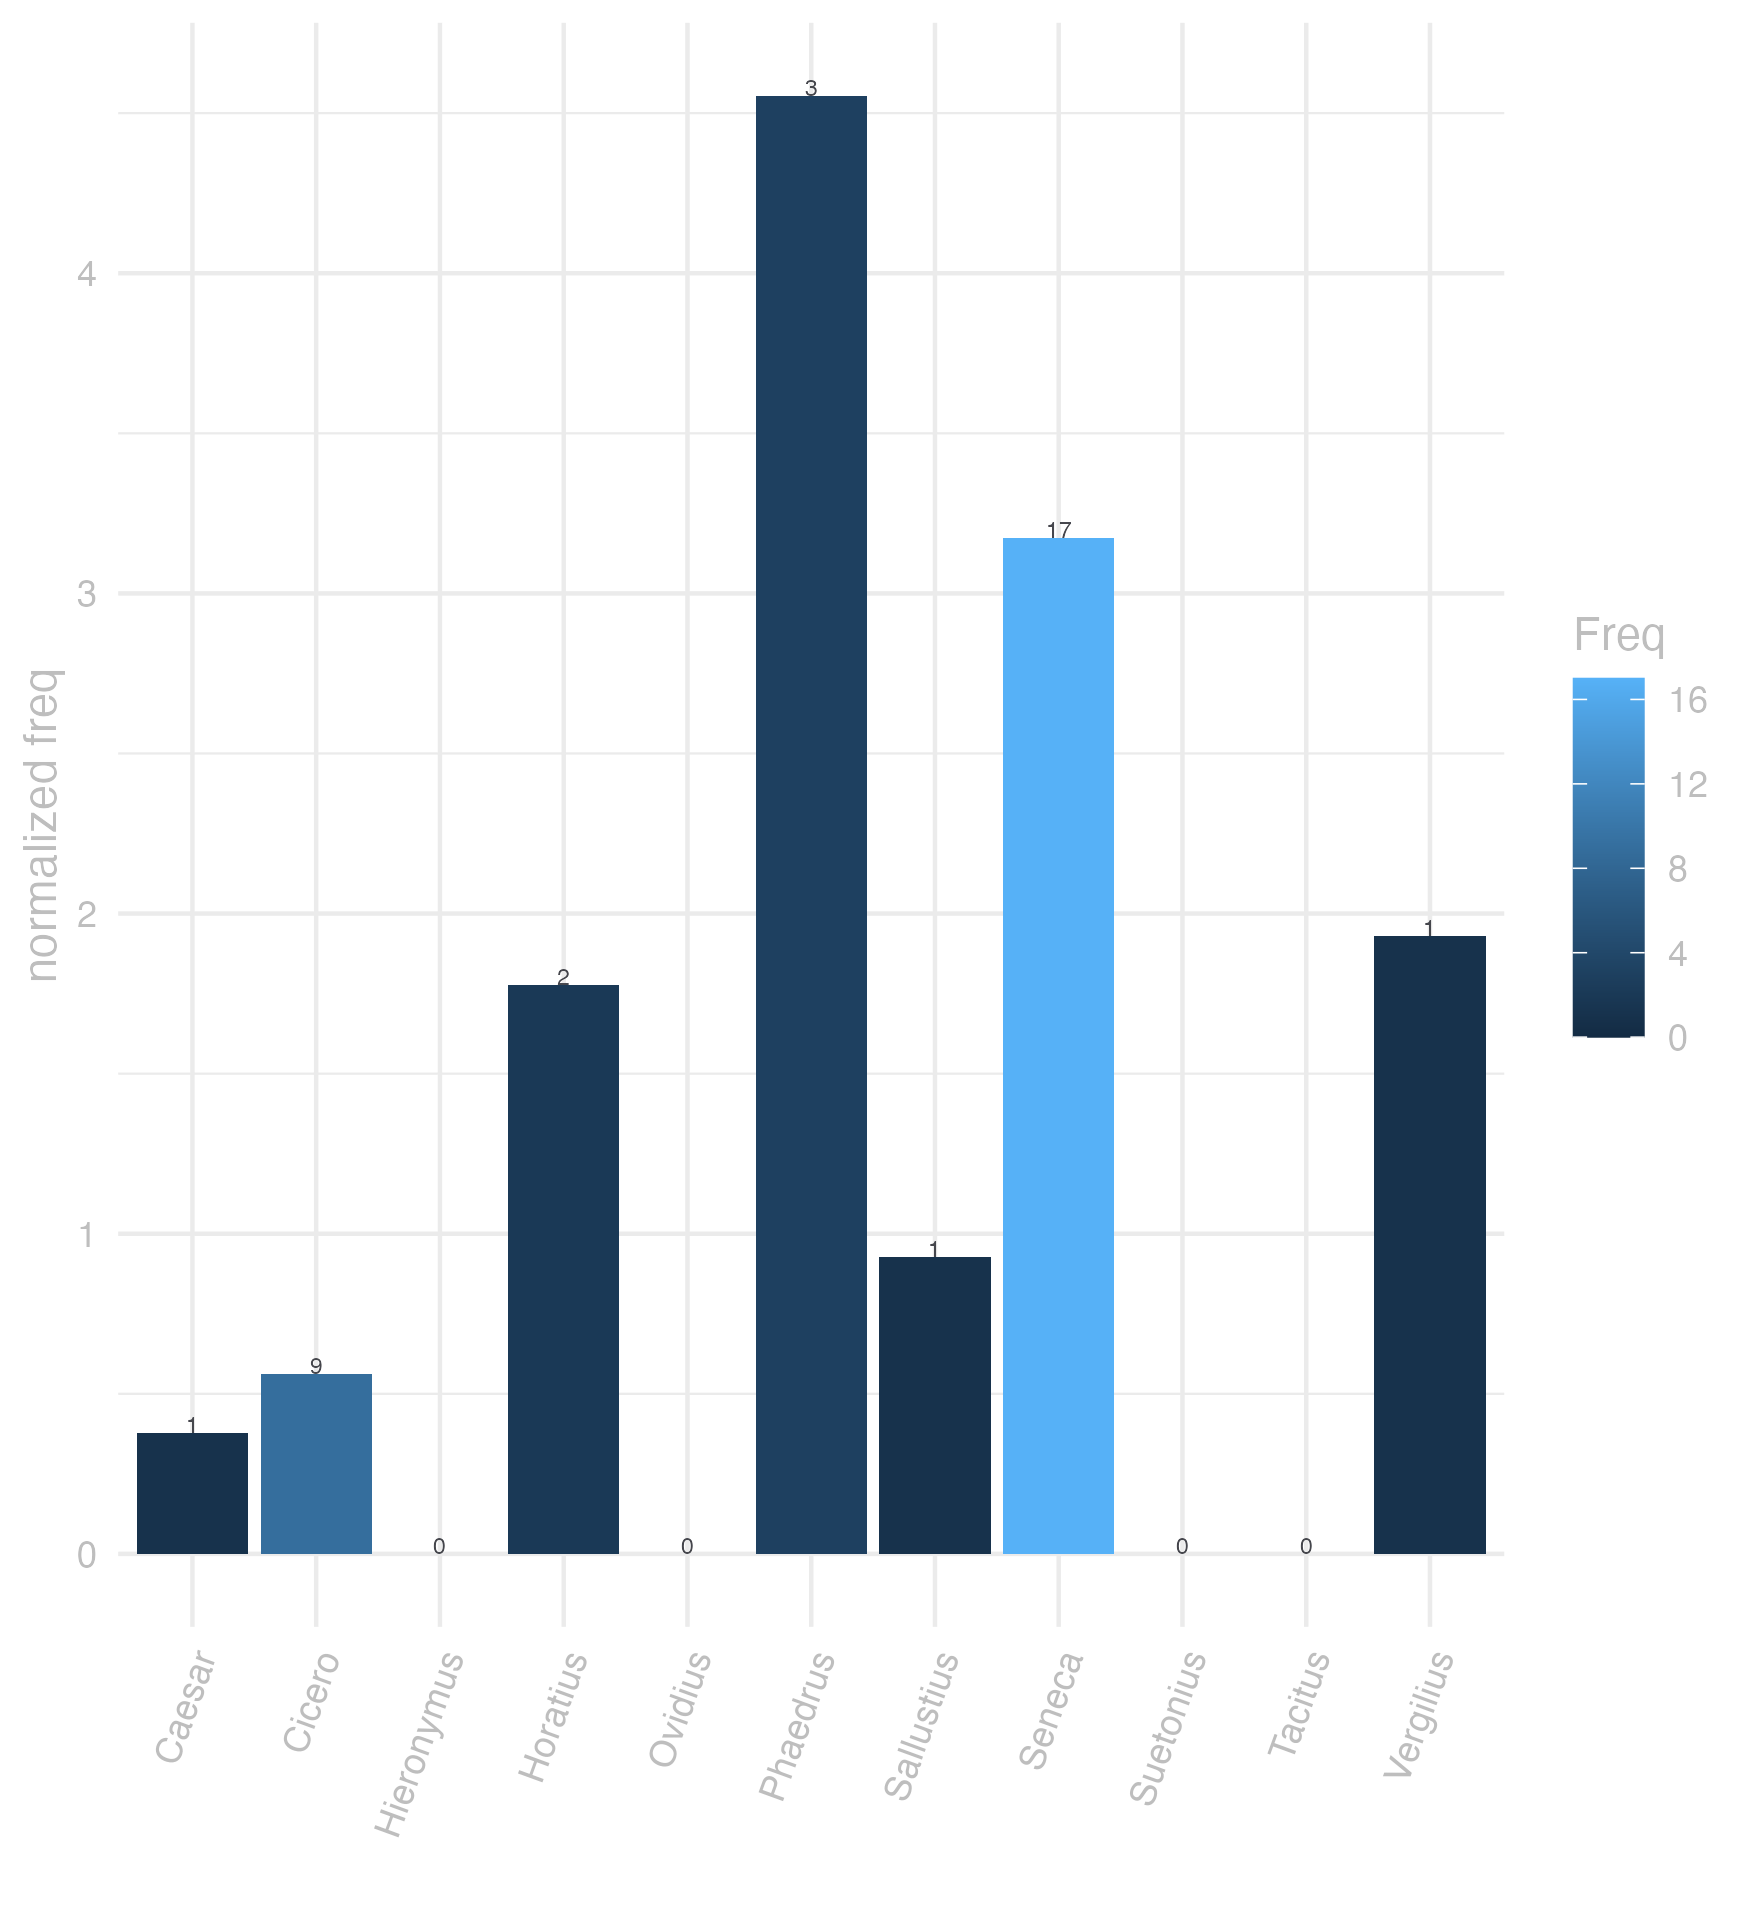 normalized freq
4
3
2
1
0
3
17
1
2
1
9
1
0
0
0
0
Caesar
Cicero
Hieronymus
Horatius
Ovidius
Phaedrus
Sallustius
Seneca
Suetonius
Tacitus
Vergilius
Freq
16
12
8
4
0